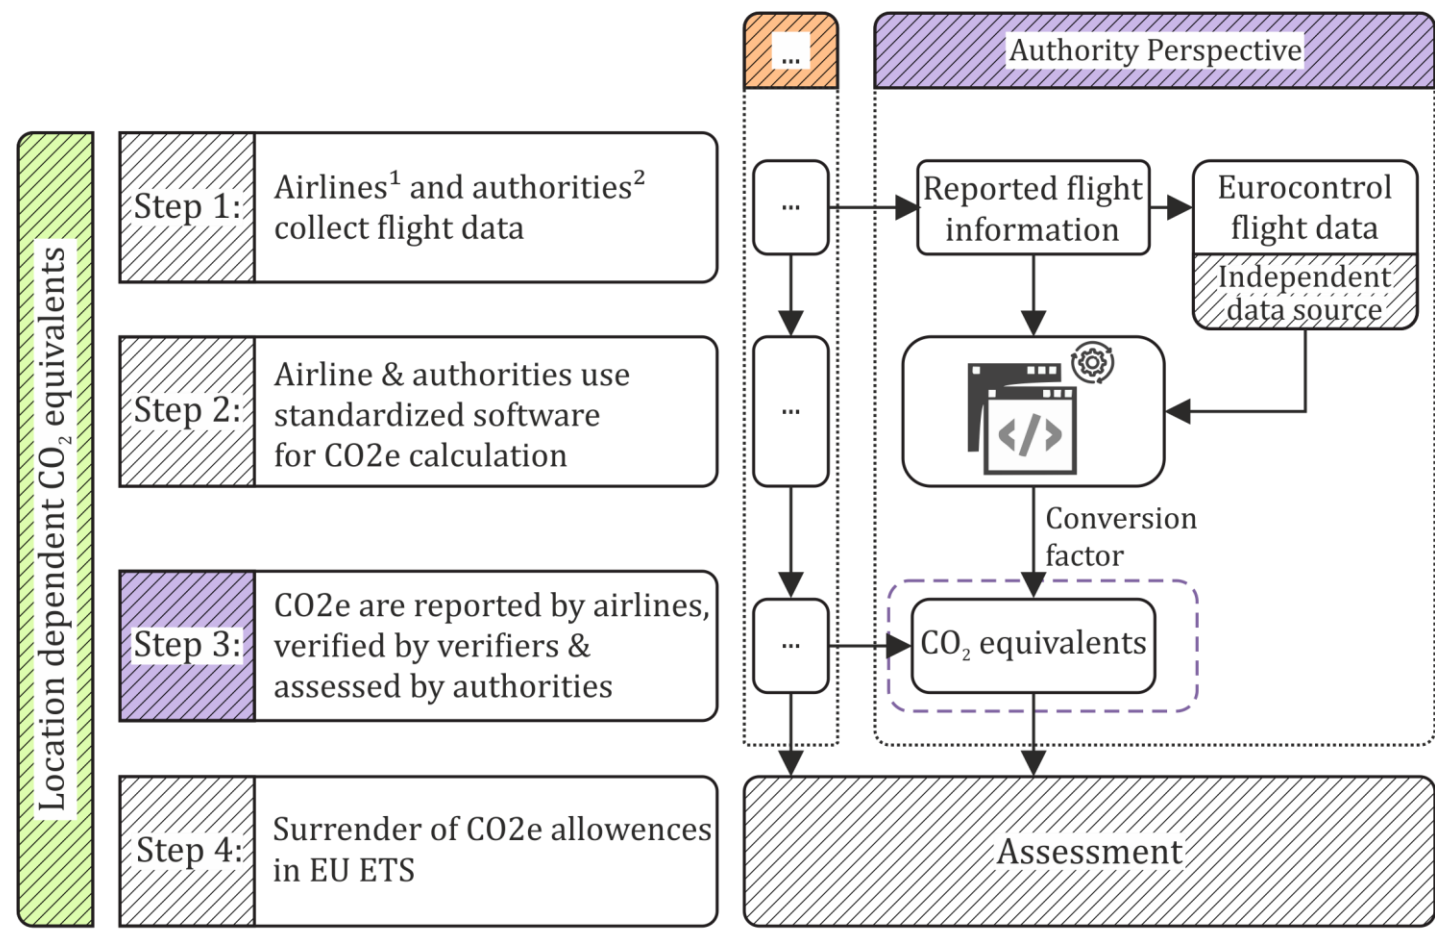 ...
Authority Perspective
Location dependent CO₂ equivalents
Step 1:
Airlines¹ and authorities²
collect flight data
...
Reported flight
information
Eurocontrol
flight data
Independent
data source
Step 2:
Airline & authorities use
standardized software
for CO2e calculation
...
</>
Conversion
factor
Step 3:
CO2e are reported by airlines,
verified by verifiers &
assessed by authorities
...
CO₂ equivalents
Step 4:
Surrender of CO2e allowences
in EU ETS
Assessment